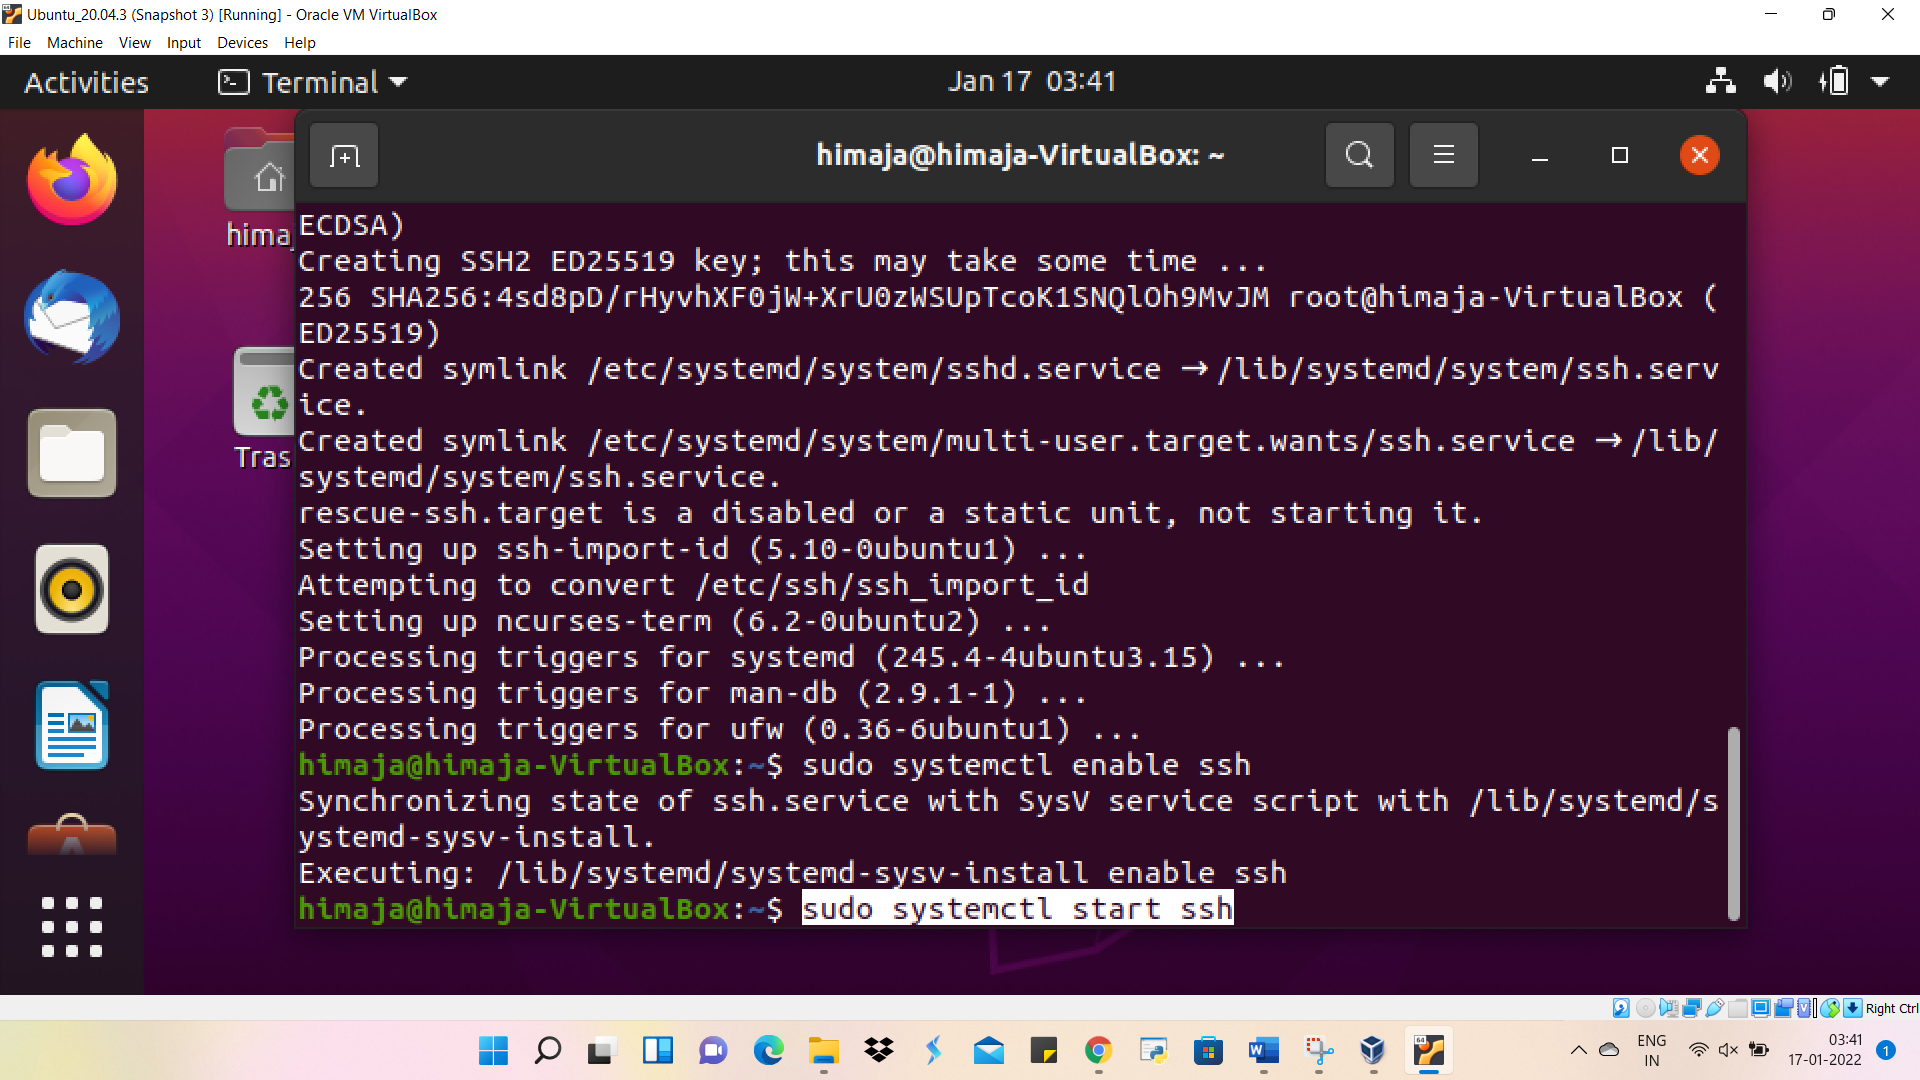 Ubuntu_20.04.3 (Snapshot 3) [Running] - Oracle VM VirtualBox
File Machine View Input Devices Help
Activities Terminal Jan 17 03:41
himaja@himaja-VirtualBox: ~
himaj
Tras
ECDSA)
Creating SSH2 ED25519 key; this may take some time ...
256 SHA256:4sd8pD/rHyvhXF0jW+XrU0zWSUpTcoK1SNQlOh9MvJM root@himaja-VirtualBox (
ED25519)
Created symlink /etc/systemd/system/sshd.service → /lib/systemd/system/ssh.serv
ice.
Created symlink /etc/systemd/system/multi-user.target.wants/ssh.service → /lib/
systemd/system/ssh.service.
rescue-ssh.target is a disabled or a static unit, not starting it.
Setting up ssh-import-id (5.10-0ubuntu1) ...
Attempting to convert /etc/ssh/ssh_import_id
Setting up ncurses-term (6.2-0ubuntu2) ...
Processing triggers for systemd (245.4-4ubuntu3.15) ...
Processing triggers for man-db (2.9.1-1) ...
Processing triggers for ufw (0.36-6ubuntu1) ...
himaja@himaja-VirtualBox:~$ sudo systemctl enable ssh
Synchronizing state of ssh.service with SysV service script with /lib/systemd/s
ystemd-sysv-install.
Executing: /lib/systemd/systemd-sysv-install enable ssh
himaja@himaja-VirtualBox:~$ sudo systemctl start ssh
Right Ctrl
ENG
IN
03:41
17-01-2022
1